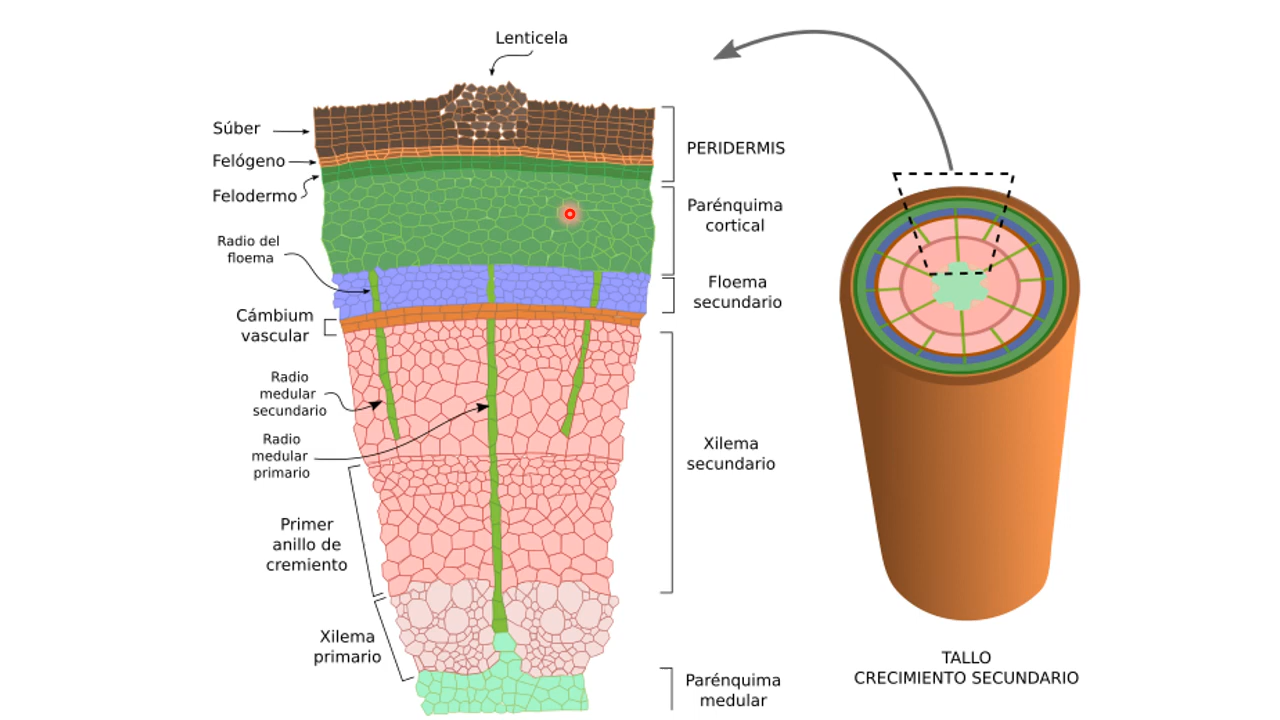 Lenticela
Súber
Felógeno
Felodermo
Radio del
floema
Cámbium
vascular
Radio
medular
secundario
Radio
medular
primario
Primer
anillo de
cremiento
Xilema
primario
PERIDERMIS
Parénquima
cortical
Floema
secundario
Xilema
secundario
Parénquima
medular
TALLO
CRECIMIENTO SECUNDARIO